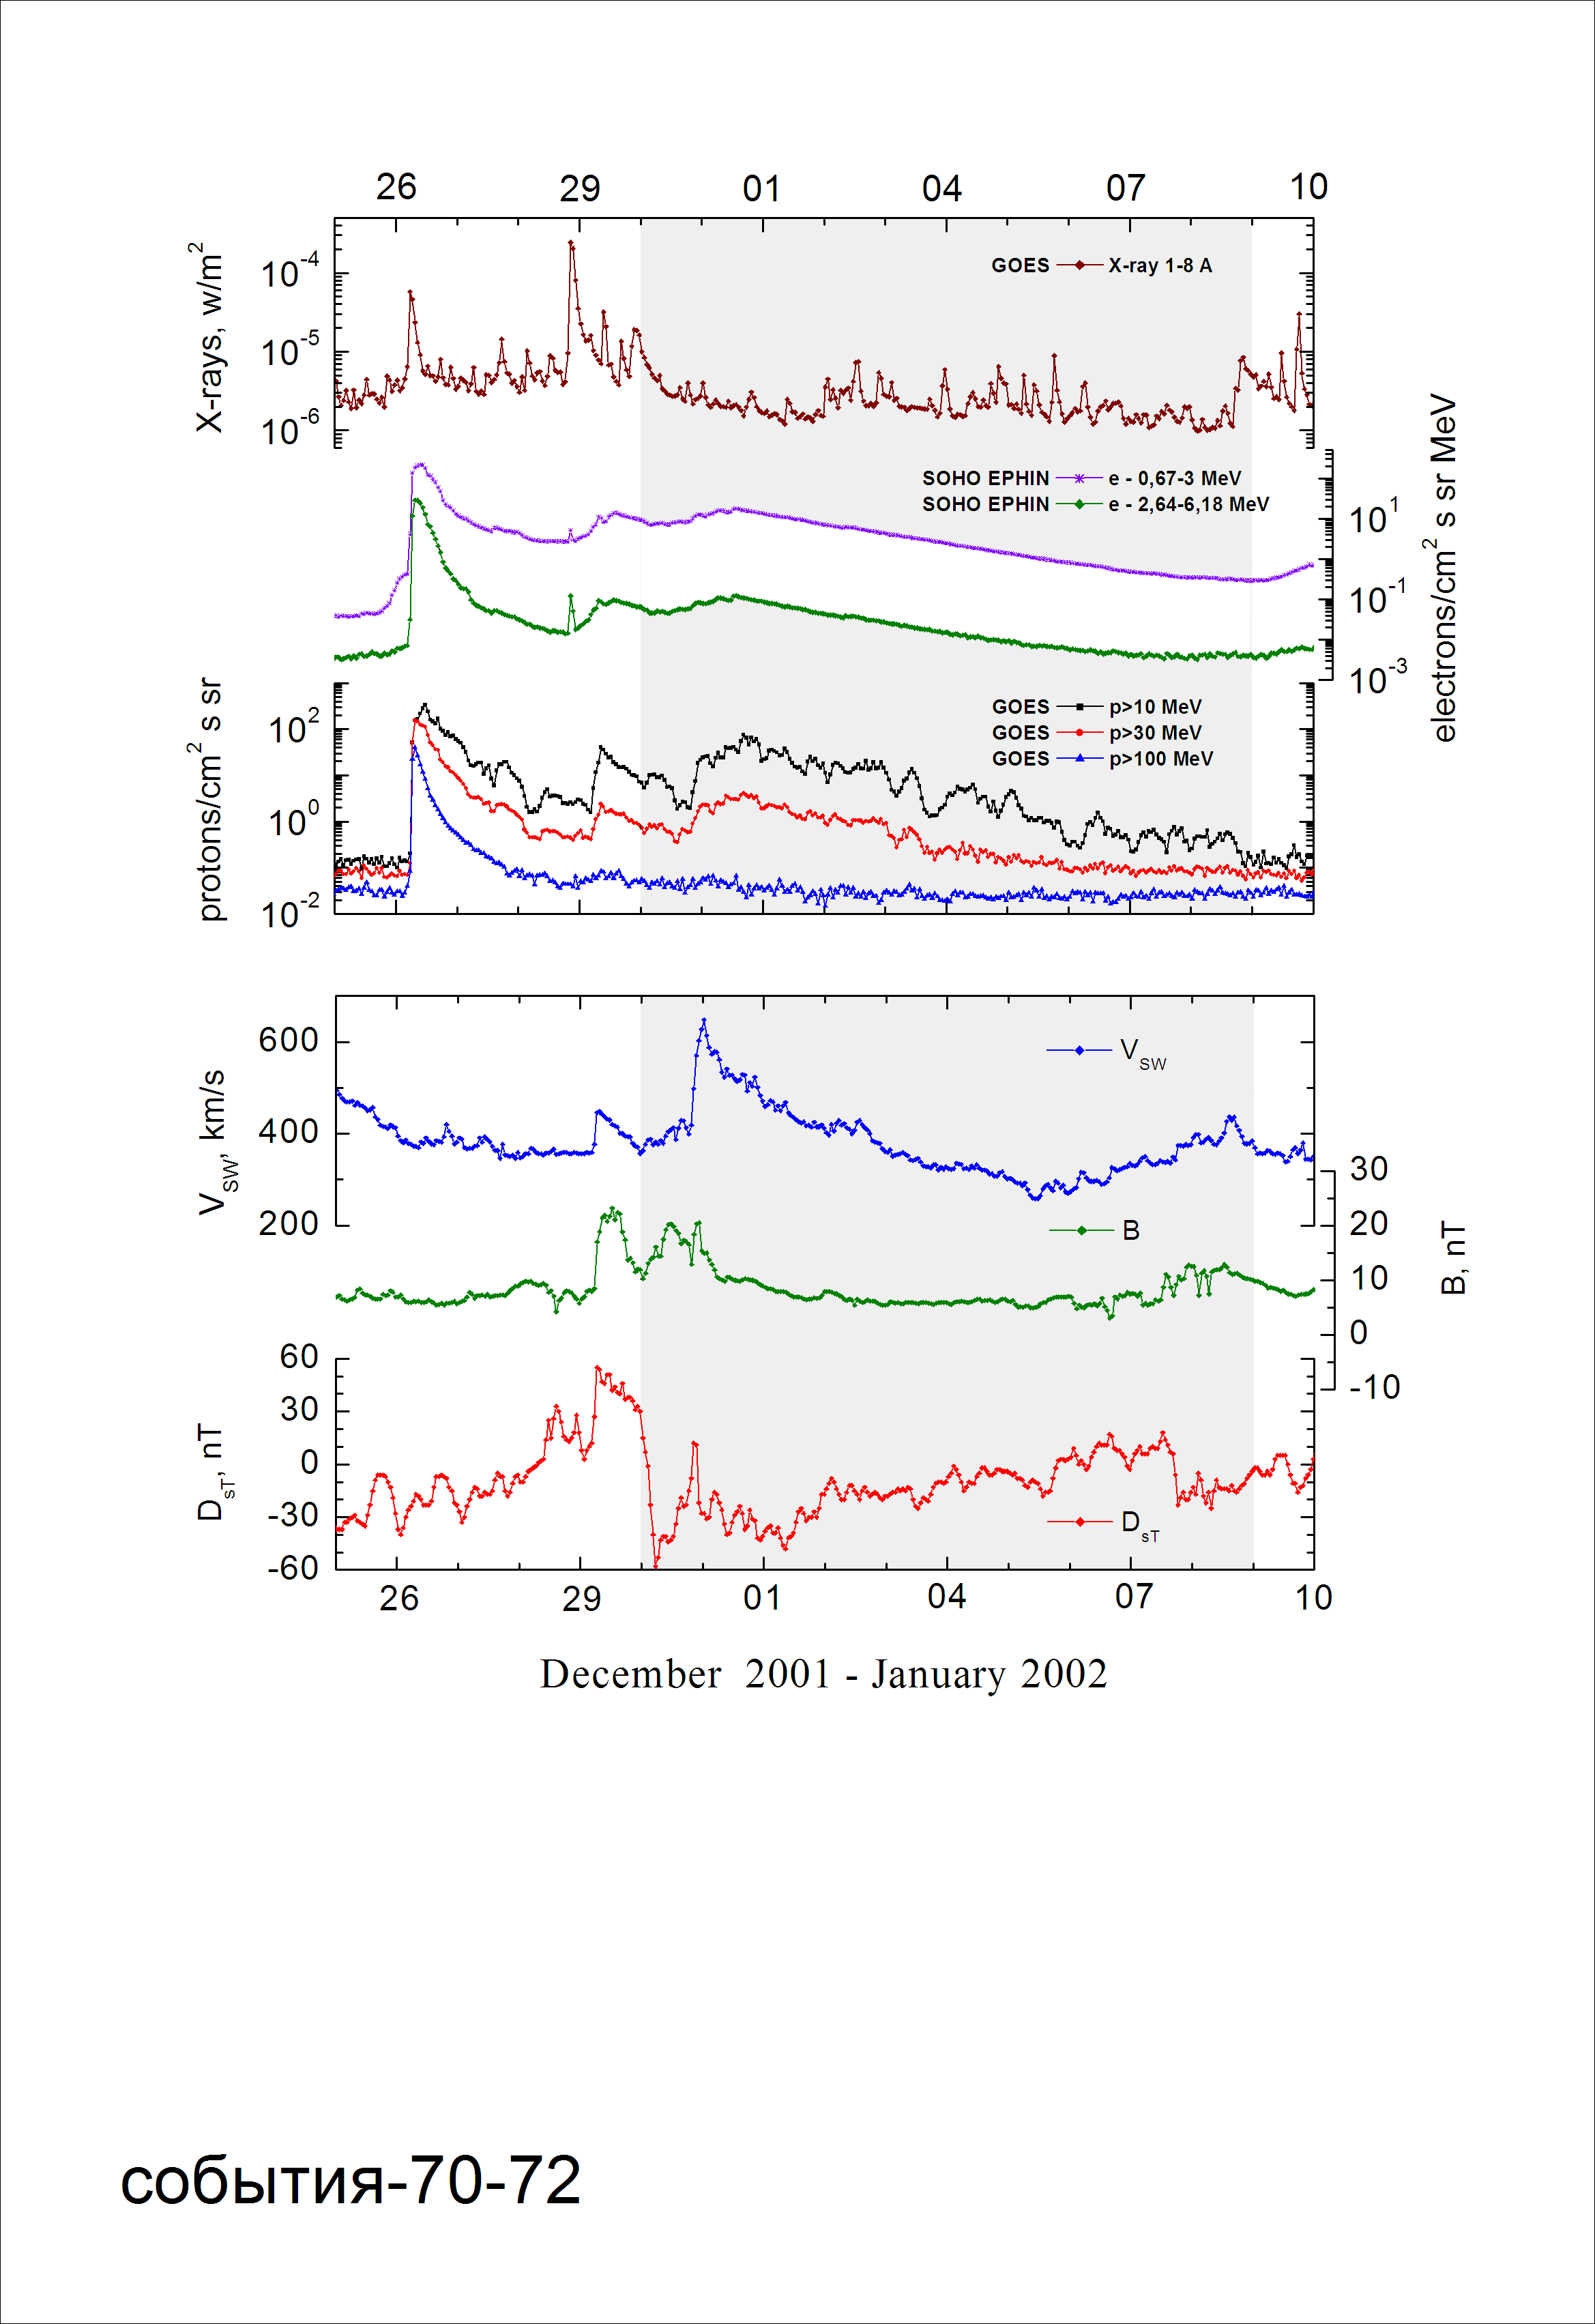 26 29 01 04 07 10
X-rays, w/m²
10⁻⁴
10⁻⁵
10⁻⁶
GOES X-ray 1-8 A
SOHO EPHIN e - 0,67-3 MeV
SOHO EPHIN e - 2,64-6,18 MeV
electrons/cm² s sr MeV
10¹
10⁻¹
10⁻³
protons/cm² s sr
10²
10⁰
10⁻²
GOES p>10 MeV
GOES p>30 MeV
GOES p>100 MeV
V_SW, km/s
600
400
200
V_SW
B
B, nT
30
20
10
0
-10
D_sT, nT
60
30
0
-30
-60
D_sT
26 29 01 04 07 10
December 2001 - January 2002
события-70-72